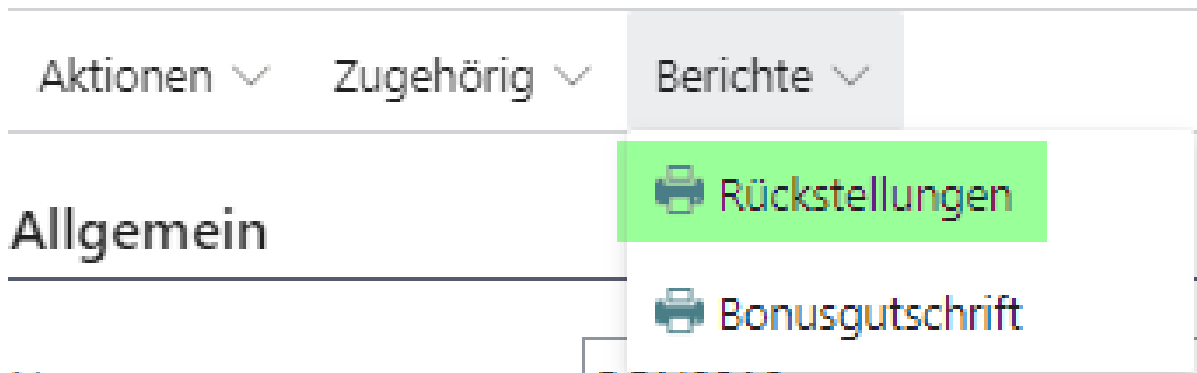 Aktionen Zugehörig Berichte
Rückstellungen
Allgemein
Bonusgutschrift